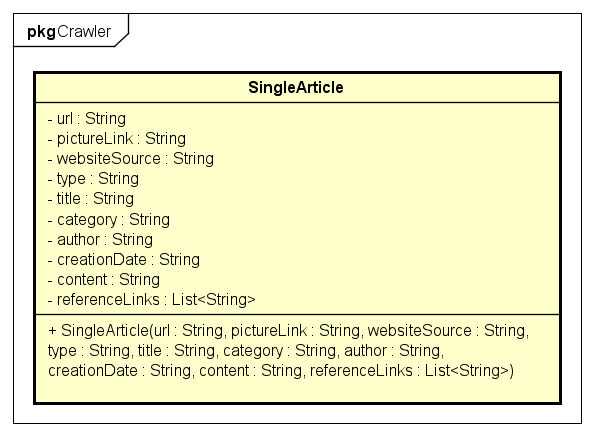 pkg Crawler
SingleArticle
- url : String
- pictureLink : String
- websiteSource : String
- type : String
- title : String
- category : String
- author : String
- creationDate : String
- content : String
- referenceLinks : List<String>
+ SingleArticle(url : String, pictureLink : String, websiteSource : String,
type : String, title : String, category : String, author : String,
creationDate : String, content : String, referenceLinks : List<String>)